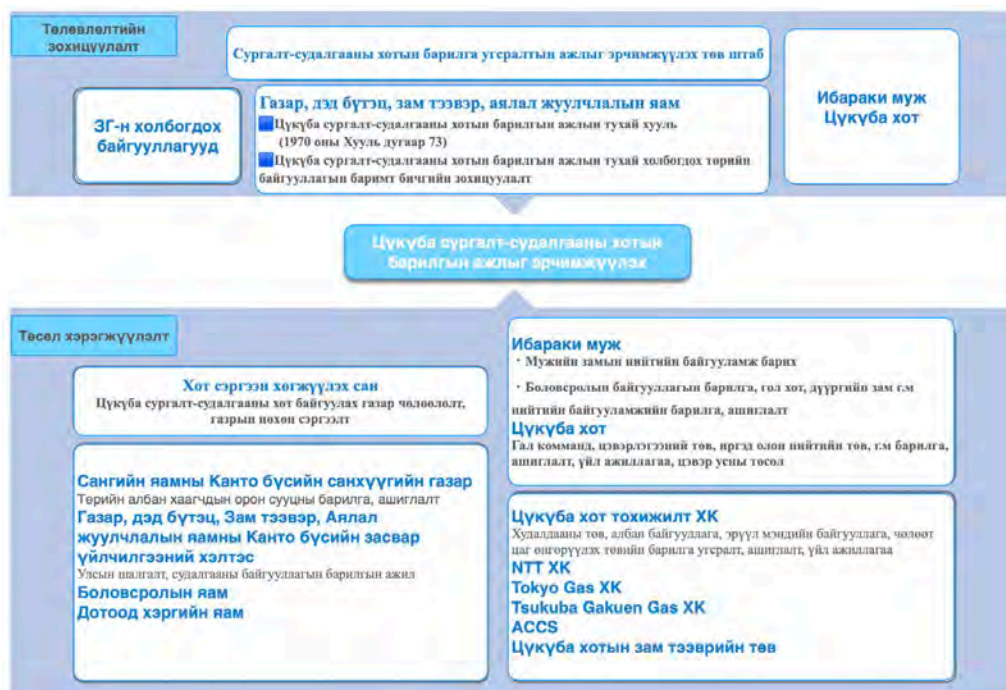 Төлөвлөлтийн
зохицуулалт
Сургалт-судалгааны хотын барилга угсралтын ажлыг эрчимжүүлэх төв штаб
ЗГ-н холбогдох
байгууллагууд
Газар, дэд бүтэц, зам тээвэр, аялал жуулчлалын яам
Цүкүба сургалт-судалгааны хотын барилгын ажлын тухай хууль
(1970 оны Хууль дугаар 73)
Цүкүба сургалт-судалгааны хотын барилгын ажлын тухай холбогдох төрийн
байгууллагын баримт бичгийн зохицуулалт
Ибараки муж
Цүкүба хот
Цүкүба сургалт-судалгааны хотын
барилгын ажлыг эрчимжүүлэх
Төсөл хэрэгжүүлэлт
Хот сэргээн хөгжүүлэх сан
Цүкүба сургалт-судалгааны хот байгуулах газар чөлөөлөлт,
газрын нөхөн сэргээлт
Сангийн яамны Канто бүсийн санхүүгийн газар
Төрийн албан хаагчдын орон сууцны барилга, ашиглалт
Газар, дэд бүтэц, Зам тээвэр, Аялал
жуулчлалын яамны Канто бүсийн засвар
үйлчилгээний хэлтэс
Улсын шалгалт, судалгааны байгууллагын барилгын ажил
Боловсролын яам
Дотоод хэргийн яам
Ибараки муж
・Мужийн замын нийтийн байгууламж барих
・Боловсролын байгууллагын барилга, гол хот, дүүргийн зам г.м
нийтийн байгууламжийн барилга, ашиглалт
Цүкүба хот
Гал комманд, цэвэрлэгээний төв, иргэд олон нийтийн төв, г.м барилга,
ашиглалт, үйл ажиллагаа, цэвэр усны төсөл
Цүкүба хот тохижилт ХК
Худалдааны төв, албан байгууллага, эрүүл мэндийн байгууллага, чөлөөт
цаг өнгөрүүлэх төвийн барилга угсралт, ашиглалт, үйл ажиллагаа
NTT ХК
Tokyo Gas ХК
Tsukuba Gakuen Gas ХК
ACCS
Цүкүба хотын зам тээврийн төв